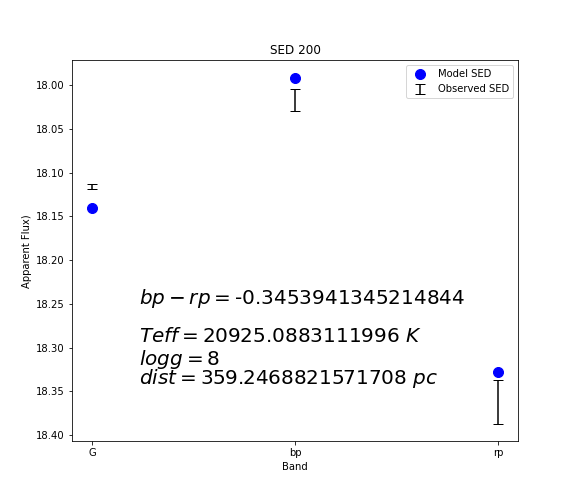 SED 200
Model SED
Observed SED
18.00
18.05
18.10
18.15
18.20
18.25
18.30
18.35
18.40
Apparent Flux)
bp − rp = -0.3453941345214844
Teff = 20925.0883111996 K
logg = 8
dist = 359.2468821571708 pc
G
bp
rp
Band